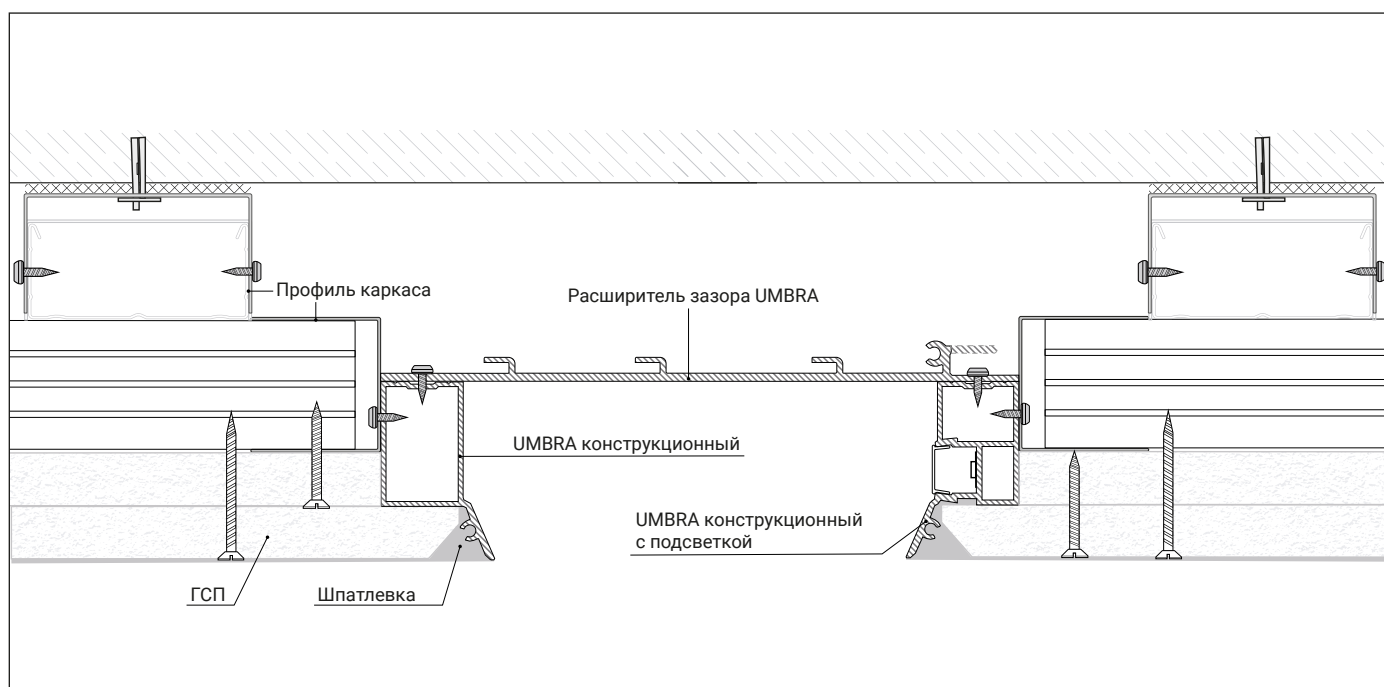 Профиль каркаса
Расширитель зазора UMBRA
UMBRA конструкционный
UMBRA конструкционный
с подсветкой
ГСП
Шпатлевка